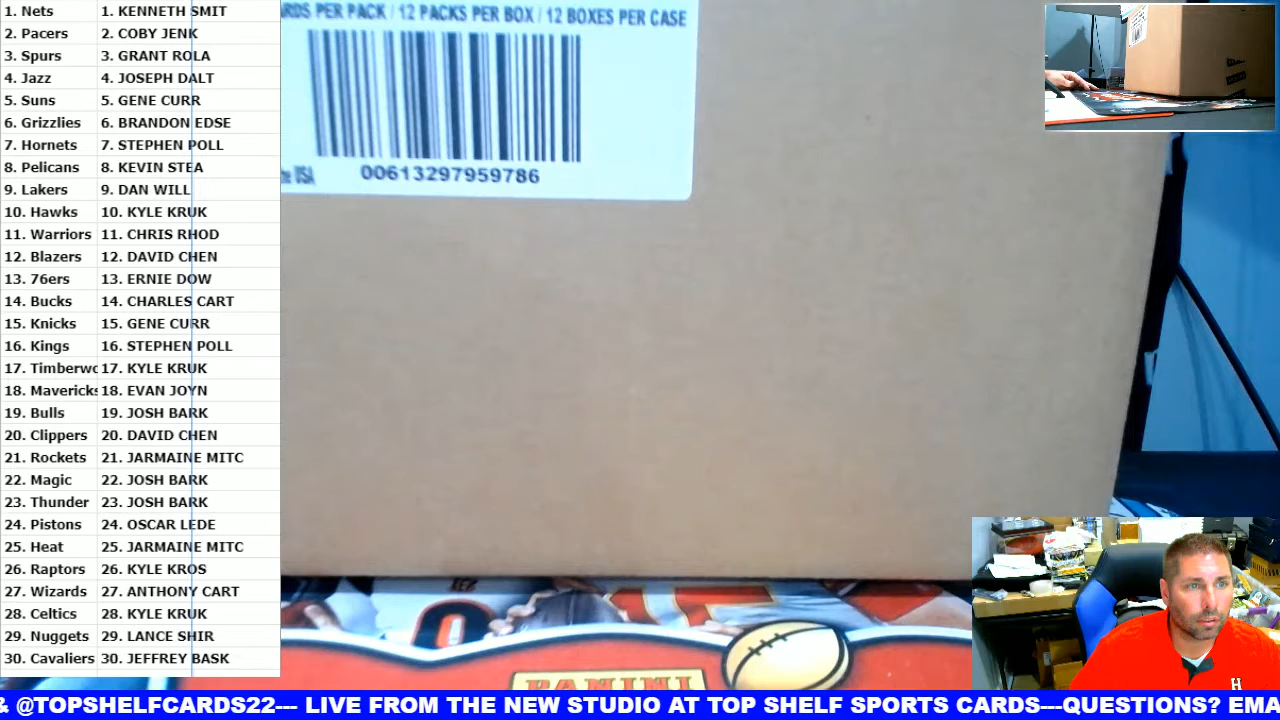 1. Nets 1. KENNETH SMIT
2. Pacers 2. COBY JENK
3. Spurs 3. GRANT ROLA
4. Jazz 4. JOSEPH DALT
5. Suns 5. GENE CURR
6. Grizzlies 6. BRANDON EDSE
7. Hornets 7. STEPHEN POLL
8. Pelicans 8. KEVIN STEA
9. Lakers 9. DAN WILL
10. Hawks 10. KYLE KRUK
11. Warriors 11. CHRIS RHOD
12. Blazers 12. DAVID CHEN
13. 76ers 13. ERNIE DOW
14. Bucks 14. CHARLES CART
15. Knicks 15. GENE CURR
16. Kings 16. STEPHEN POLL
17. Timberwo 17. KYLE KRUK
18. Mavericks 18. EVAN JOYN
19. Bulls 19. JOSH BARK
20. Clippers 20. DAVID CHEN
21. Rockets 21. JARMAINE MITC
22. Magic 22. JOSH BARK
23. Thunder 23. JOSH BARK
24. Pistons 24. OSCAR LEDE
25. Heat 25. JARMAINE MITC
26. Raptors 26. KYLE KROS
27. Wizards 27. ANTHONY CART
28. Celtics 28. KYLE KRUK
29. Nuggets 29. LANCE SHIR
30. Cavaliers 30. JEFFREY BASK
ARDS PER PACK / 12 PACKS PER BOX / 12 BOXES PER CASE
the USA 00613297959786
PANINI
& @TOPSHELFCARDS22--- LIVE FROM THE NEW STUDIO AT TOP SHELF SPORTS CARDS---QUESTIONS? EMA